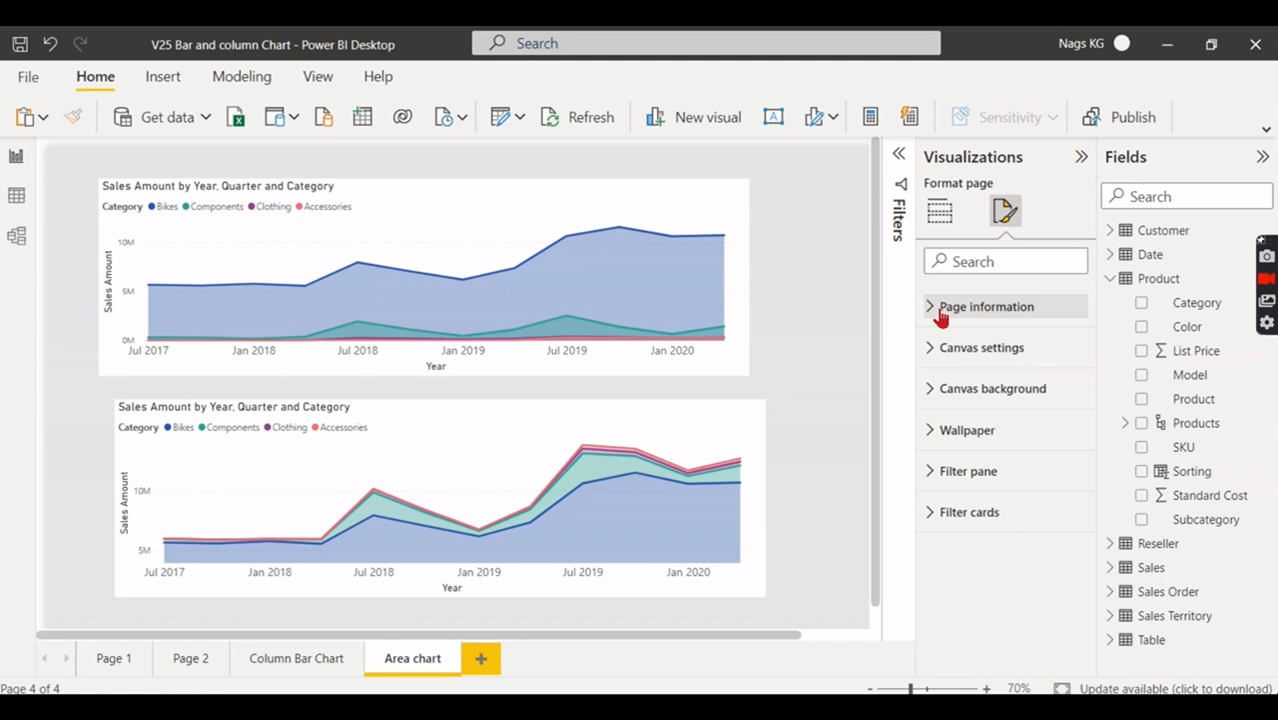 V25 Bar and column Chart - Power BI Desktop
Search
Nags KG
File
Home
Insert
Modeling
View
Help
Get data
Refresh
New visual
A
Sensitivity
Publish
Sales Amount by Year, Quarter and Category
Category Bikes Components Clothing Accessories
Sales Amount
10M
5M
0M
Jul 2017 Jan 2018 Jul 2018 Jan 2019 Jul 2019 Jan 2020
Year
Sales Amount by Year, Quarter and Category
Category Bikes Components Clothing Accessories
Sales Amount
10M
5M
Jul 2017 Jan 2018 Jul 2018 Jan 2019 Jul 2019 Jan 2020
Year
Filters
Visualizations
Format page
Search
Page information
Canvas settings
Canvas background
Wallpaper
Filter pane
Filter cards
Fields
Search
Customer
Date
Product
Category
Color
Σ List Price
Model
Product
Products
SKU
Sorting
Σ Standard Cost
Subcategory
Reseller
Sales
Sales Order
Sales Territory
Table
Page 1
Page 2
Column Bar Chart
Area chart
+
Page 4 of 4
- + 70%
Update available (click to download)